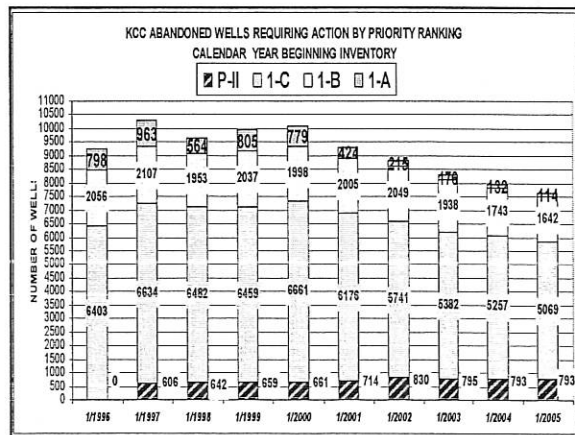 KCC ABANDONED WELLS REQUIRING ACTION BY PRIORITY RANKING
CALENDAR YEAR BEGINNING INVENTORY
P-II 1-C 1-B 1-A
NUMBER OF WELL!
11000
10500
10000
9500
9000
8500
8000
7500
7000
6500
6000
5500
5000
4500
4000
3500
3000
2500
2000
1500
1000
500
0
798 963 564 805 779 424 215 176 132 114
2056 2107 1953 2037 1998 2005 2049 1938 1743 1642
6403 6634 6482 6459 6661 6176 5741 5382 5257 5069
0 606 642 659 661 714 830 795 793 793
1/1996 1/1997 1/1998 1/1999 1/2000 1/2001 1/2002 1/2003 1/2004 1/2005